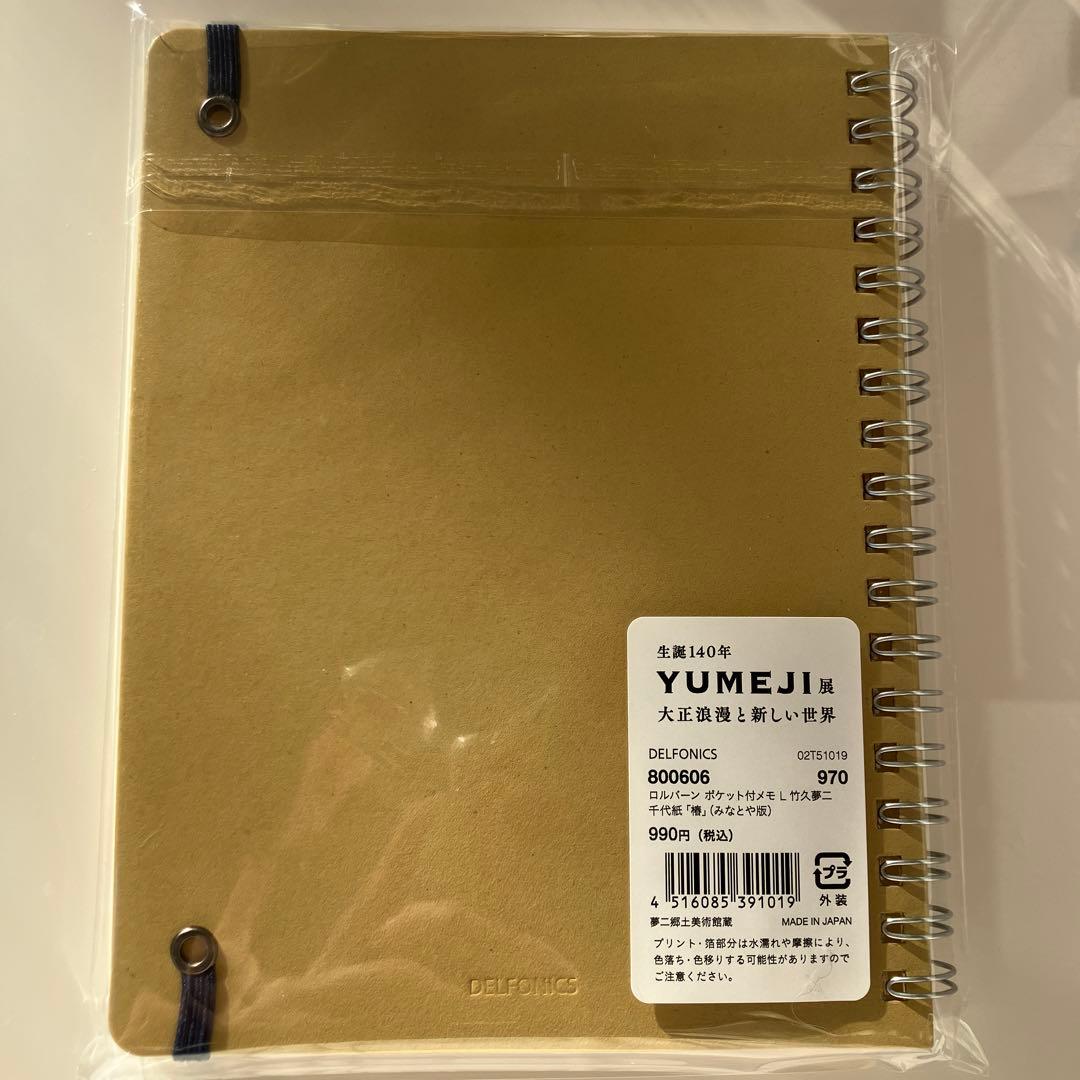 生誕140年
YUMEJI展
大正浪漫と新しい世界
DELFONICS 02T51019
800606 970
ロルバーン ポケット付メモ L 竹久夢二
千代紙「椿」(みなとや版)
990円(税込)
4 516085 391019
プラ
外装
夢二郷土美術館蔵 MADE IN JAPAN
プリント・箔部分は水濡れや摩擦により、
色落ち・色移りする可能性がありますので
ご注意ください。
DELFONICS